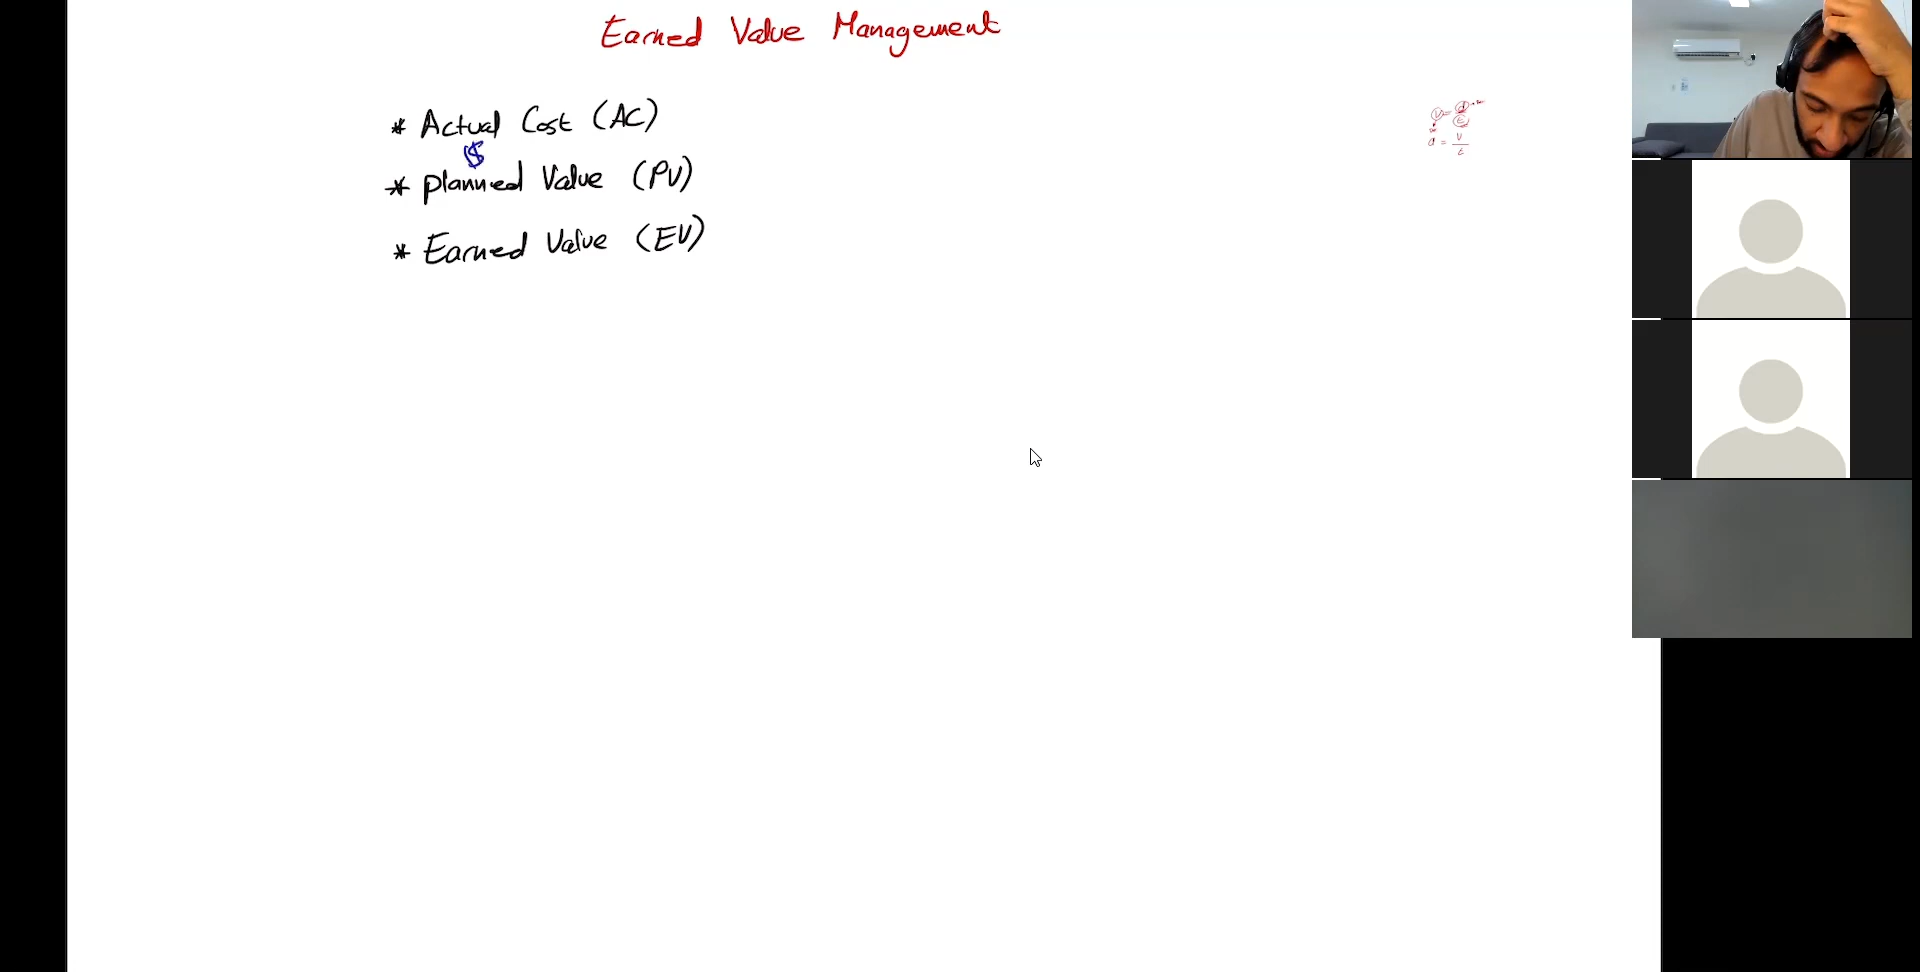 Earned Value Management
* Actual Cost (AC)
$
* Planned Value (PV)
* Earned Value (EV)
V = d/t
a = V/t